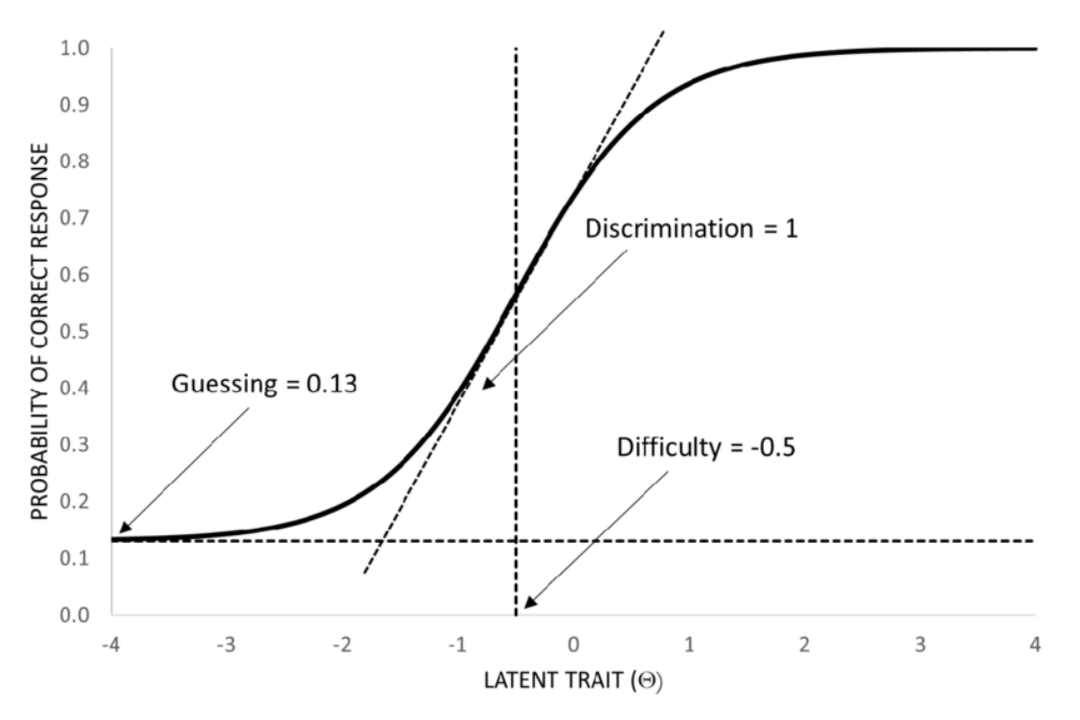 PROBABILITY OF CORRECT RESPONSE
1.0
0.9
0.8
0.7
0.6
0.5
0.4
0.3
0.2
0.1
0.0
Discrimination = 1
Guessing = 0.13
Difficulty = -0.5
-4 -3 -2 -1 0 1 2 3 4
LATENT TRAIT (Θ)